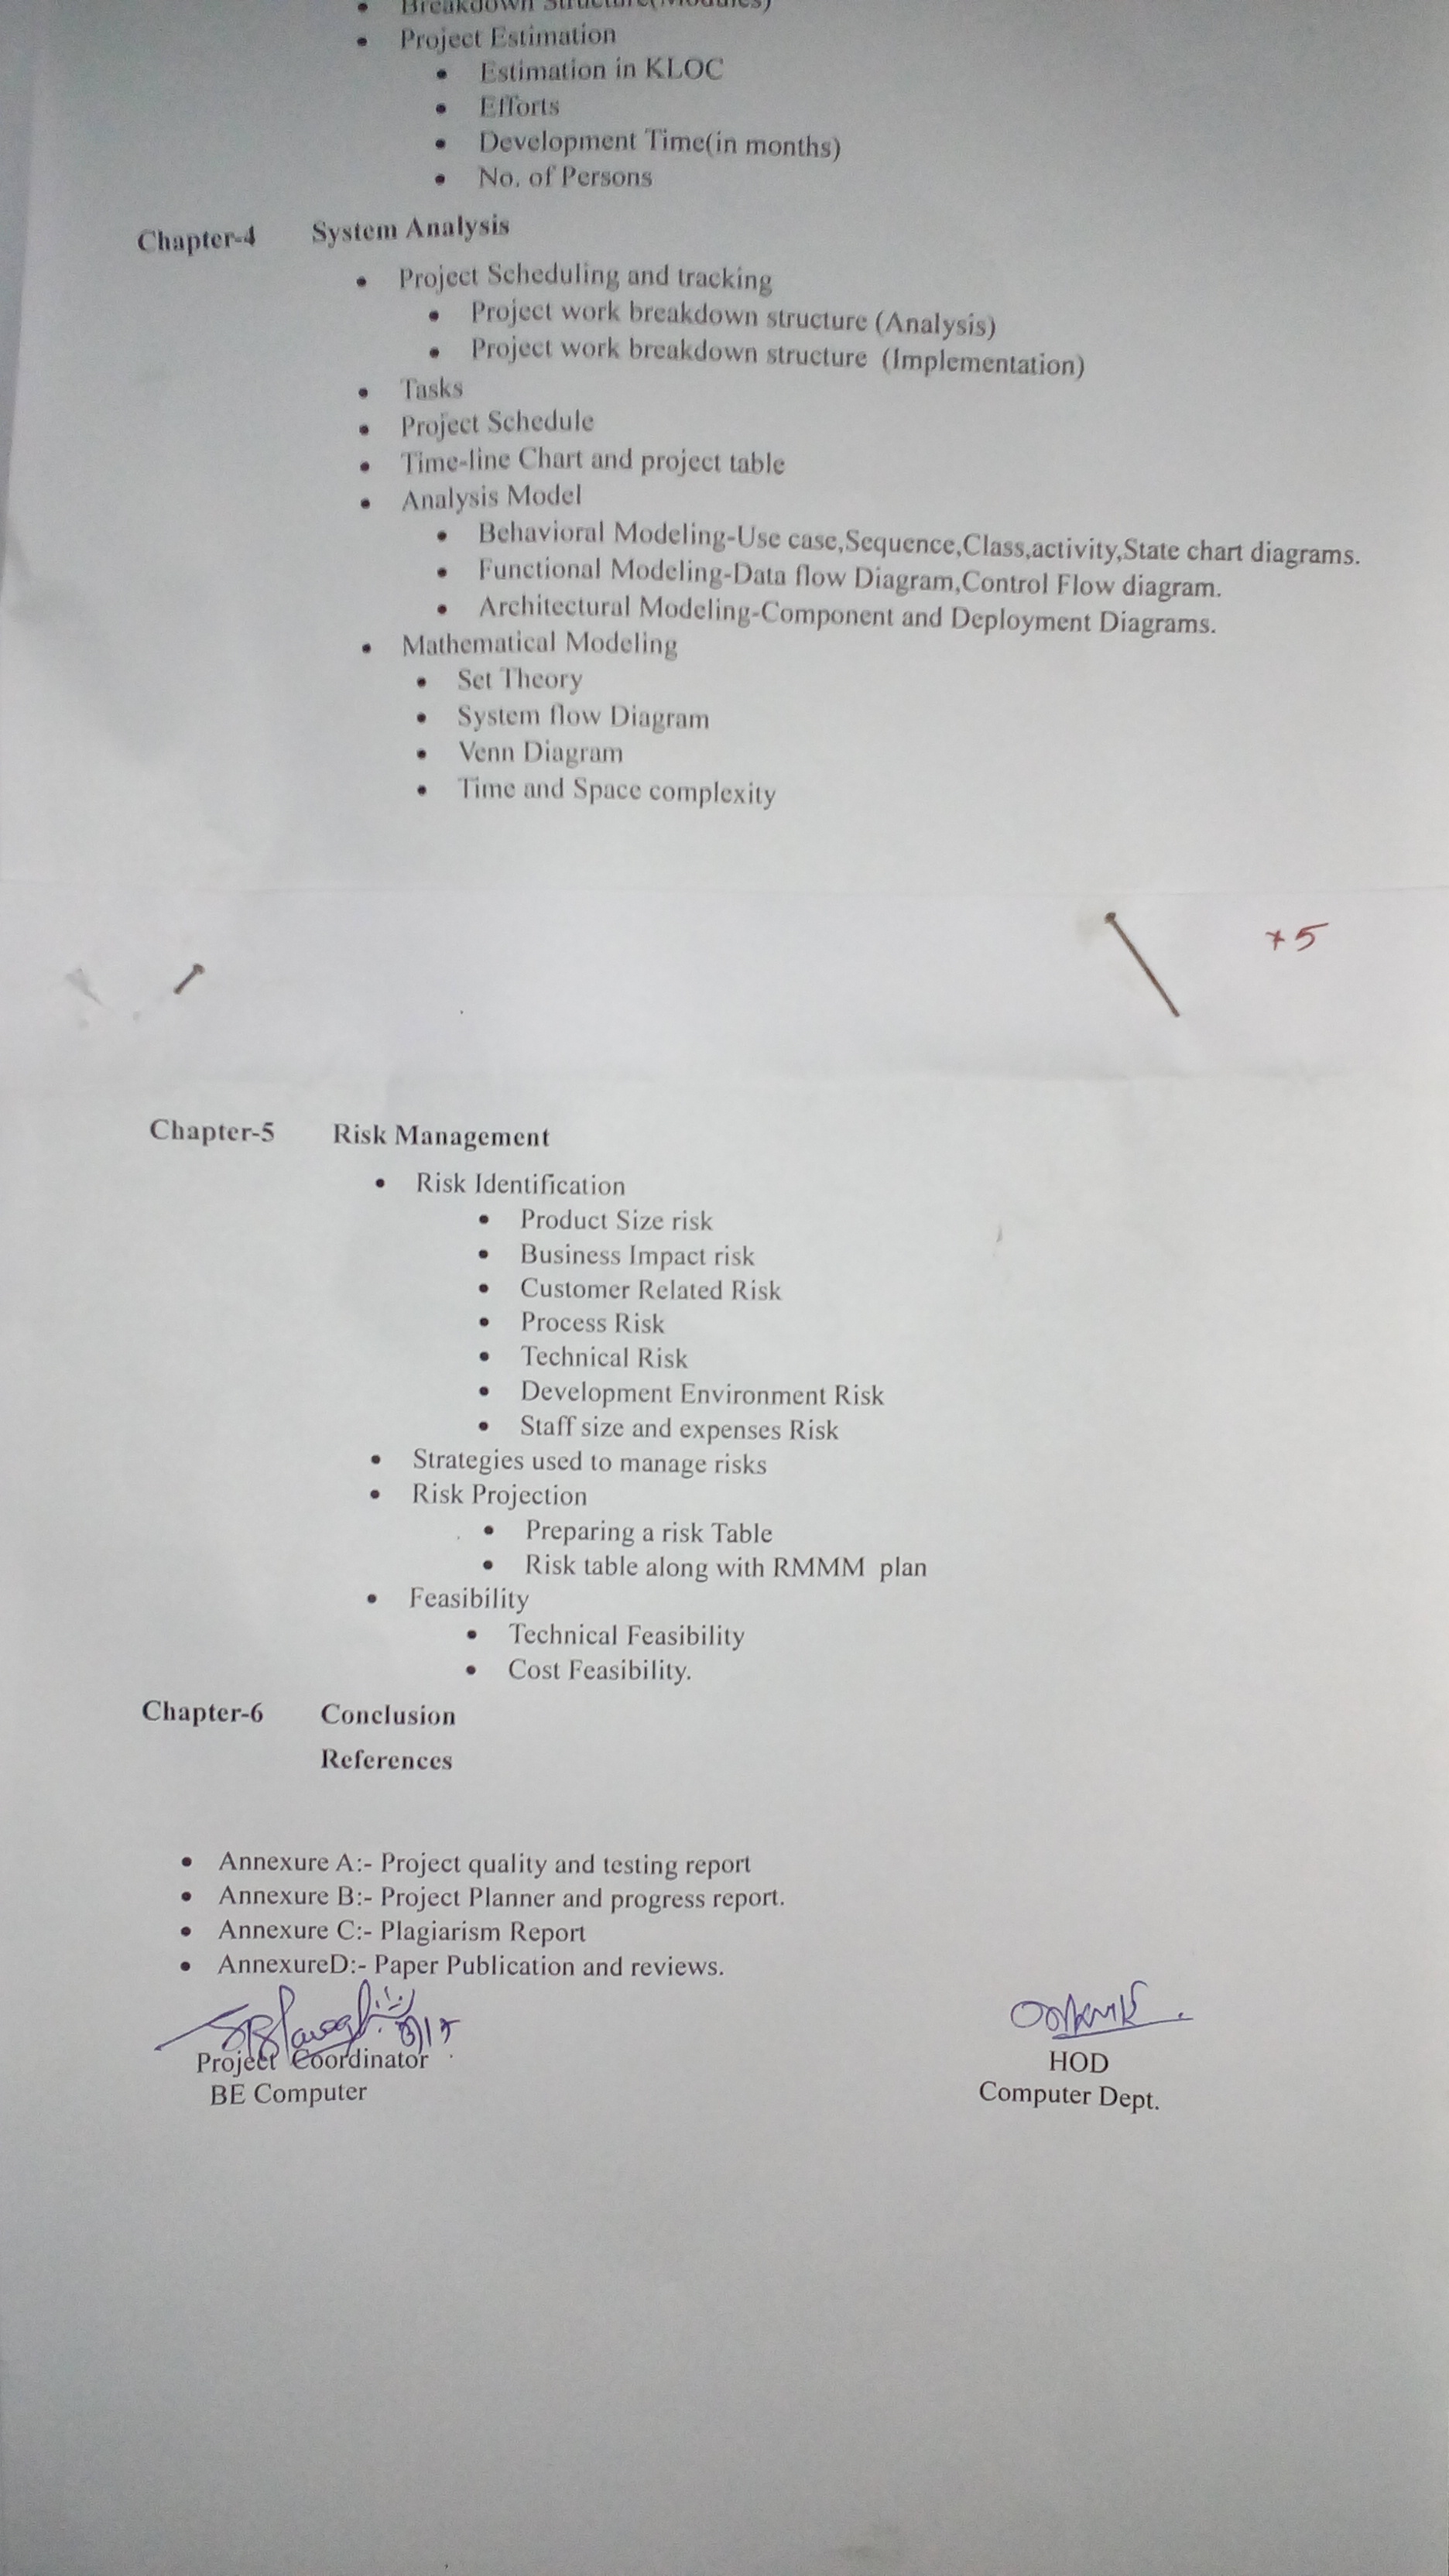 • Breakdown Structure(Modules)
• Project Estimation
• Estimation in KLOC
• Efforts
• Development Time(in months)
• No. of Persons
Chapter-4 System Analysis
• Project Scheduling and tracking
• Project work breakdown structure (Analysis)
• Project work breakdown structure (Implementation)
• Tasks
• Project Schedule
• Time-line Chart and project table
• Analysis Model
• Behavioral Modeling-Use case,Sequence,Class,activity,State chart diagrams.
• Functional Modeling-Data flow Diagram,Control Flow diagram.
• Architectural Modeling-Component and Deployment Diagrams.
• Mathematical Modeling
• Set Theory
• System flow Diagram
• Venn Diagram
• Time and Space complexity
+5
Chapter-5 Risk Management
• Risk Identification
• Product Size risk
• Business Impact risk
• Customer Related Risk
• Process Risk
• Technical Risk
• Development Environment Risk
• Staff size and expenses Risk
• Strategies used to manage risks
• Risk Projection
• Preparing a risk Table
• Risk table along with RMMM plan
• Feasibility
• Technical Feasibility
• Cost Feasibility.
Chapter-6 Conclusion
References
• Annexure A:- Project quality and testing report
• Annexure B:- Project Planner and progress report.
• Annexure C:- Plagiarism Report
• AnnexureD:- Paper Publication and reviews.
Project Coordinator HOD
BE Computer Computer Dept.